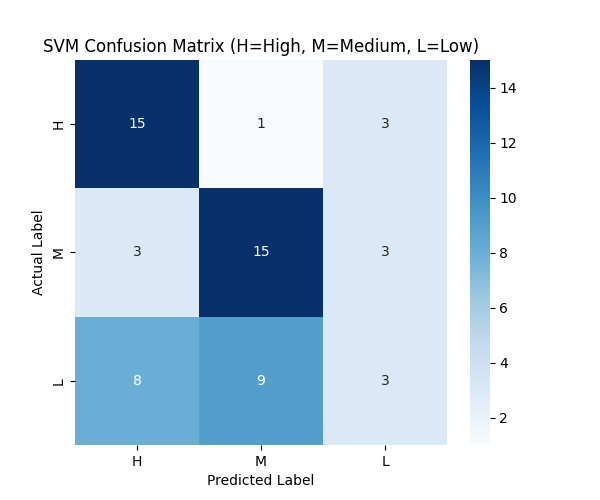 SVM Confusion Matrix (H=High, M=Medium, L=Low)
Actual Label
H
15
1
3
M
3
15
3
L
8
9
3
H
M
L
Predicted Label
14
12
10
8
6
4
2